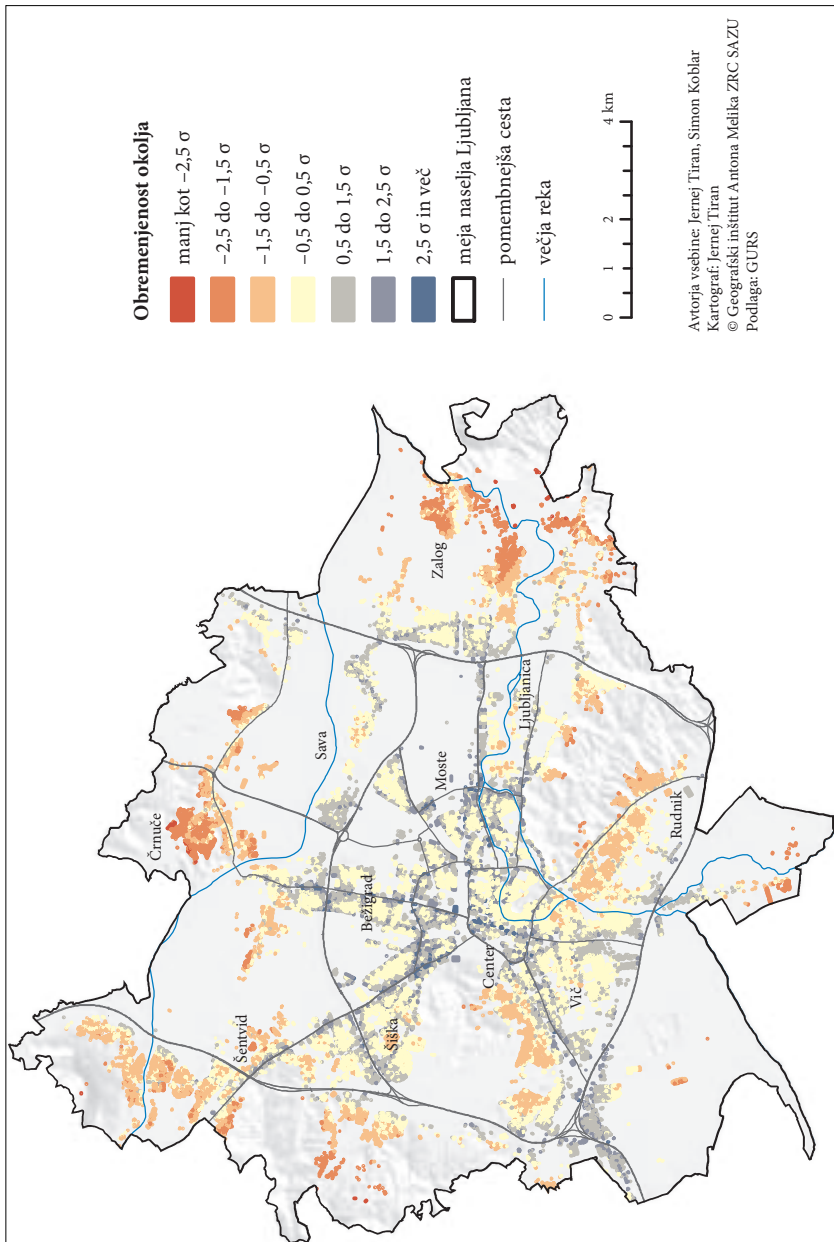 Obremenjenost okolja
manj kot −2,5 σ
−2,5 do −1,5 σ
−1,5 do −0,5 σ
−0,5 do 0,5 σ
0,5 do 1,5 σ
1,5 do 2,5 σ
2,5 σ in več
meja naselja Ljubljana
pomembnejša cesta
večja reka
0 1 2 4 km
Avtorja vsebine: Jernej Tiran, Simon Koblar
Kartograf: Jernej Tiran
© Geografski inštitut Antona Melika ZRC SAZU
Podlaga: GURS
Črnuče
Sava
Šentvid
Bežigrad
Šiška
Moste
Zalog
Center
Ljubljanica
Vič
Rudnik